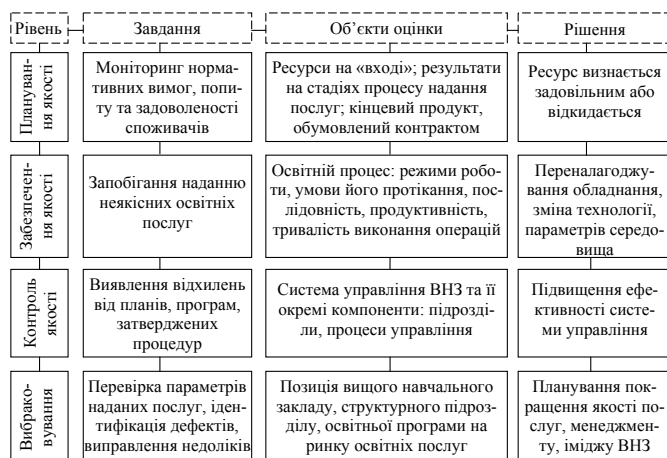 Рівень
Завдання
Об’єкти оцінки
Рішення
Плануван-
ня якості
Моніторинг норма-
тивних вимог, попи-
ту та задоволеності
споживачів
Ресурси на «вході»; результати
на стадіях процесу надання
послуг; кінцевий продукт,
обумовлений контрактом
Ресурс визнається
задовільним або
відкидається
Забезпечен-
ня якості
Запобігання наданню
неякісних освітніх
послуг
Освітній процес: режими робо-
ти, умови його протікання, пос-
лідовність, продуктивність,
тривалість виконання операцій
Переналагоджу-
вання обладнання,
зміна технології,
параметрів середо-
вища
Контроль
якості
Виявлення відхилень
від планів, програм,
затверджених
процедур
Система управління ВНЗ та її
окремі компоненти: підрозді-
ли, процеси управління
Підвищення ефе-
ктивності систе-
ми управління
Вибрако-
вування
Перевірка параметрів
наданих послуг, іден-
тифікація дефектів,
виправлення недоліків
Позиція вищого навчального
закладу, структурного підроз-
ділу, освітньої програми на
ринку освітніх послуг
Планування пок-
ращення якості по-
слуг, менеджмен-
ту, іміджу ВНЗ